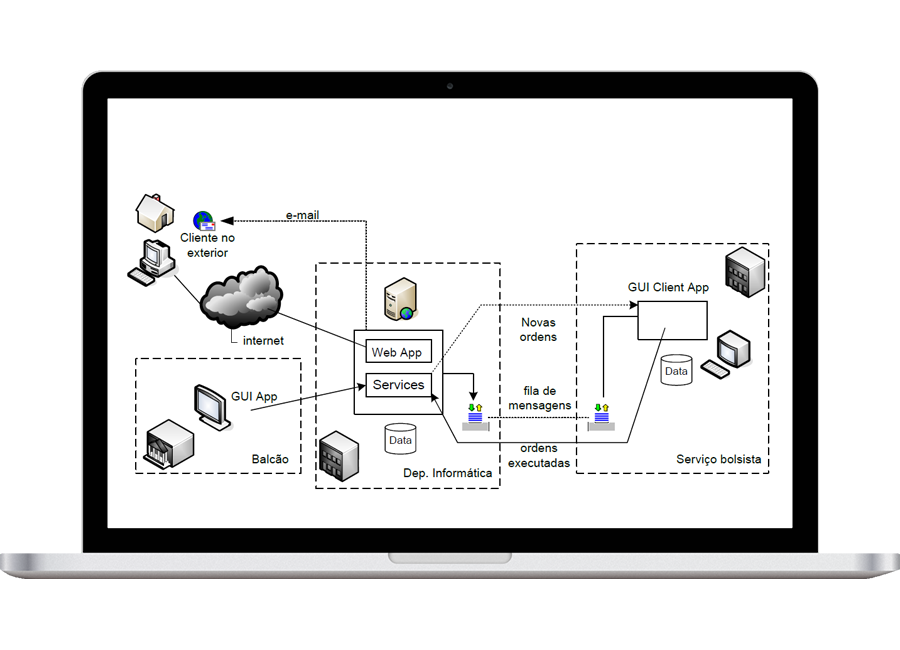 e-mail
Cliente no
exterior
internet
GUI App
Balcão
Web App
Services
Data
Dep. Informática
Novas
ordens
fila de
mensagens
ordens
executadas
GUI Client App
Data
Serviço bolsista